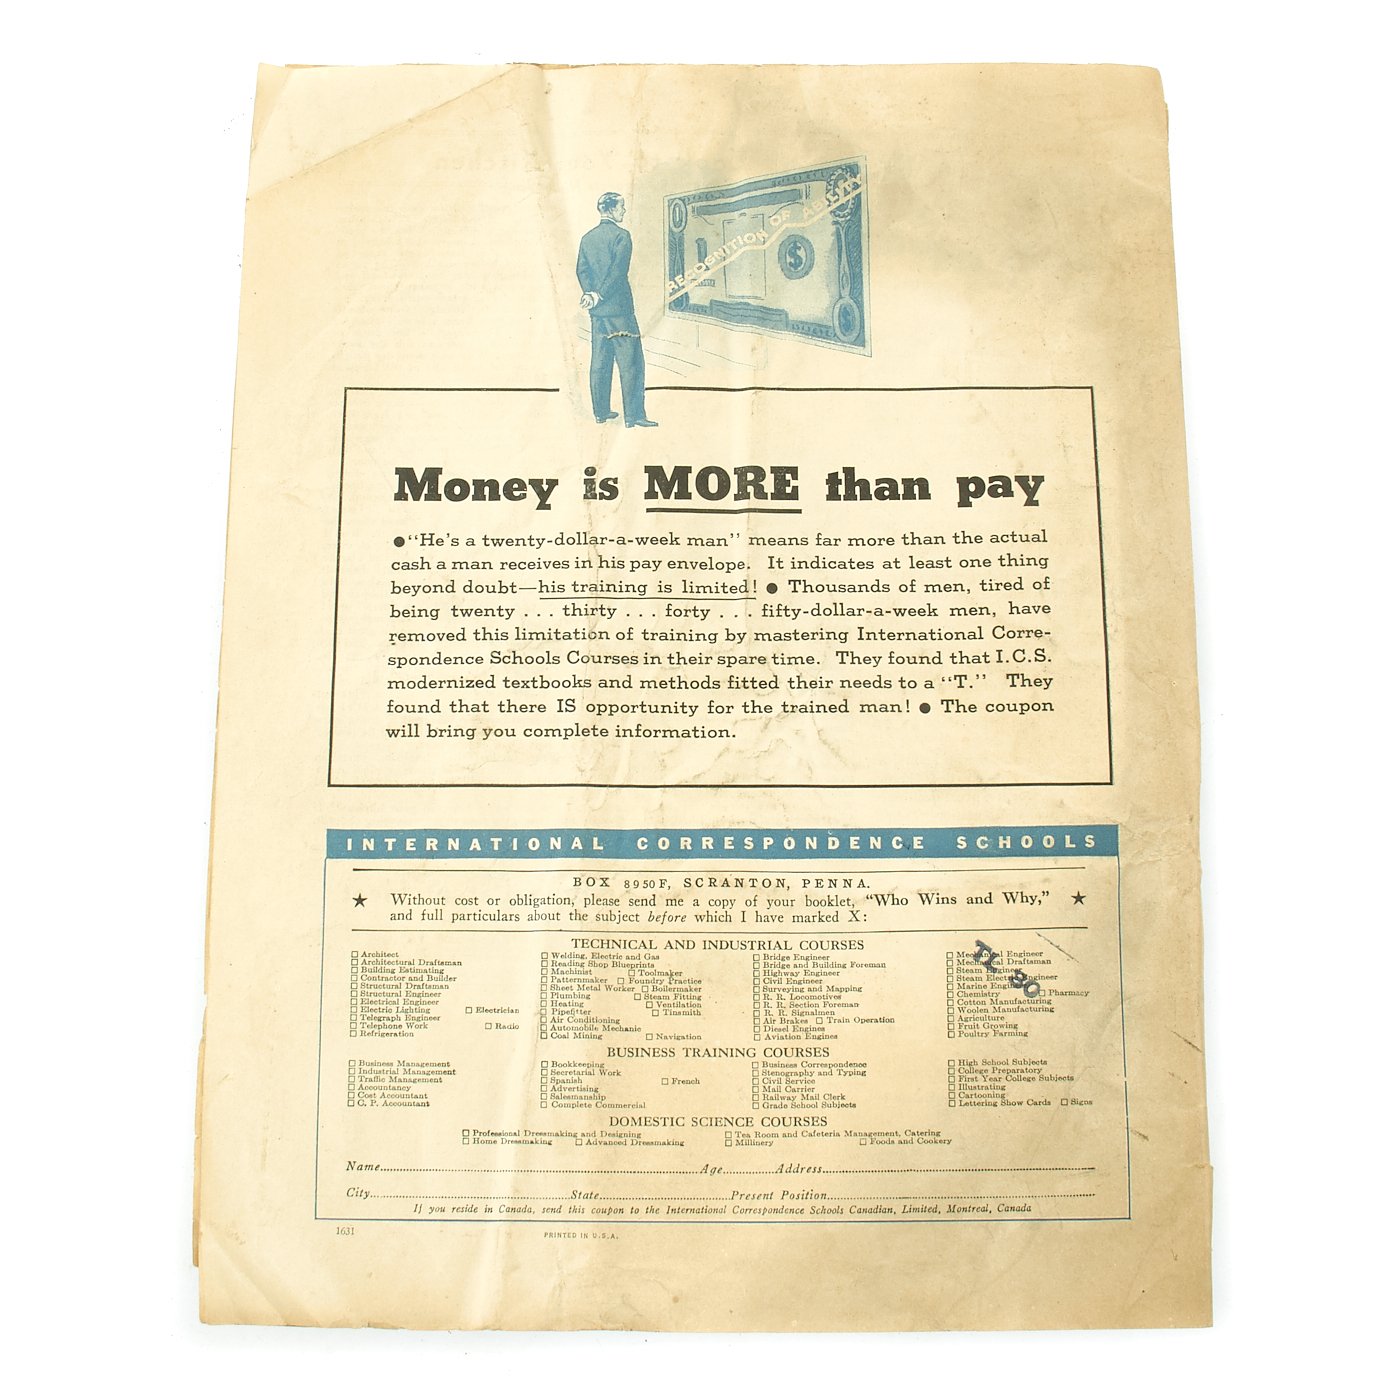 RECOGNITION OF ABILITY
Money is MORE than pay
●“He’s a twenty-dollar-a-week man” means far more than the actual
cash a man receives in his pay envelope. It indicates at least one thing
beyond doubt—his training is limited! ● Thousands of men, tired of
being twenty . . . thirty . . . forty . . . fifty-dollar-a-week men, have
removed this limitation of training by mastering International Corre-
spondence Schools Courses in their spare time. They found that I.C.S.
modernized textbooks and methods fitted their needs to a “T.” They
found that there IS opportunity for the trained man! ● The coupon
will bring you complete information.
INTERNATIONAL CORRESPONDENCE SCHOOLS
BOX 8950F, SCRANTON, PENNA.
★ Without cost or obligation, please send me a copy of your booklet, “Who Wins and Why,” ★
and full particulars about the subject before which I have marked X:
TECHNICAL AND INDUSTRIAL COURSES
☐ Architect
☐ Architectural Draftsman
☐ Building Estimating
☐ Contractor and Builder
☐ Structural Draftsman
☐ Structural Engineer
☐ Electrical Engineer
☐ Electric Lighting ☐ Electrician
☐ Telegraph Engineer
☐ Telephone Work ☐ Radio
☐ Refrigeration
☐ Welding, Electric and Gas
☐ Reading Shop Blueprints
☐ Machinist ☐ Toolmaker
☐ Patternmaker ☐ Foundry Practice
☐ Sheet Metal Worker ☐ Boilermaker
☐ Plumbing ☐ Steam Fitting
☐ Heating ☐ Ventilation
☐ Pipefitter ☐ Tinsmith
☐ Air Conditioning
☐ Automobile Mechanic
☐ Coal Mining ☐ Navigation
☐ Bridge Engineer
☐ Bridge and Building Foreman
☐ Highway Engineer
☐ Civil Engineer
☐ Surveying and Mapping
☐ R. R. Locomotives
☐ R. R. Section Foreman
☐ R. R. Signalmen
☐ Air Brakes ☐ Train Operation
☐ Diesel Engines
☐ Aviation Engines
☐ Mechanical Engineer
☐ Mechanical Draftsman
☐ Steam Engineer
☐ Steam Electric Engineer
☐ Marine Engineer
☐ Chemistry ☐ Pharmacy
☐ Cotton Manufacturing
☐ Woolen Manufacturing
☐ Agriculture
☐ Fruit Growing
☐ Poultry Farming
BUSINESS TRAINING COURSES
☐ Business Management
☐ Industrial Management
☐ Traffic Management
☐ Accountancy
☐ Cost Accountant
☐ C. P. Accountant
☐ Bookkeeping
☐ Secretarial Work
☐ Spanish ☐ French
☐ Advertising
☐ Salesmanship
☐ Complete Commercial
☐ Business Correspondence
☐ Stenography and Typing
☐ Civil Service
☐ Mail Carrier
☐ Railway Mail Clerk
☐ Grade School Subjects
☐ High School Subjects
☐ College Preparatory
☐ First Year College Subjects
☐ Illustrating
☐ Cartooning
☐ Lettering Show Cards ☐ Signs
DOMESTIC SCIENCE COURSES
☐ Professional Dressmaking and Designing
☐ Home Dressmaking ☐ Advanced Dressmaking
☐ Tea Room and Cafeteria Management, Catering
☐ Millinery ☐ Foods and Cookery
Name..........Age..........Address..........
City..........State..........Present Position..........
If you reside in Canada, send this coupon to the International Correspondence Schools Canadian, Limited, Montreal, Canada
1631
PRINTED IN U.S.A.